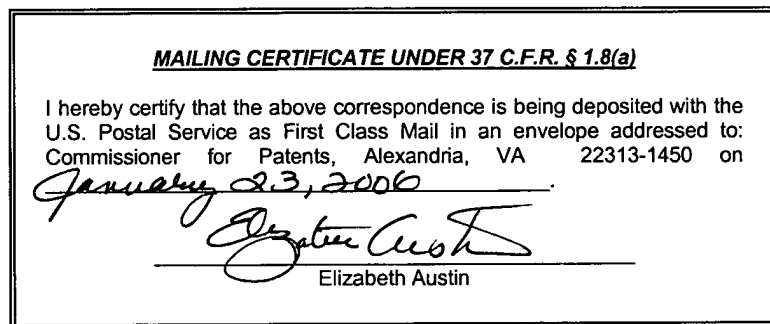 MAILING CERTIFICATE UNDER 37 C.F.R. § 1.8(a)
I hereby certify that the above correspondence is being deposited with the
U.S. Postal Service as First Class Mail in an envelope addressed to:
Commissioner for Patents, Alexandria, VA 22313-1450 on
January 23, 2006.
Elizabeth Austin
Elizabeth Austin